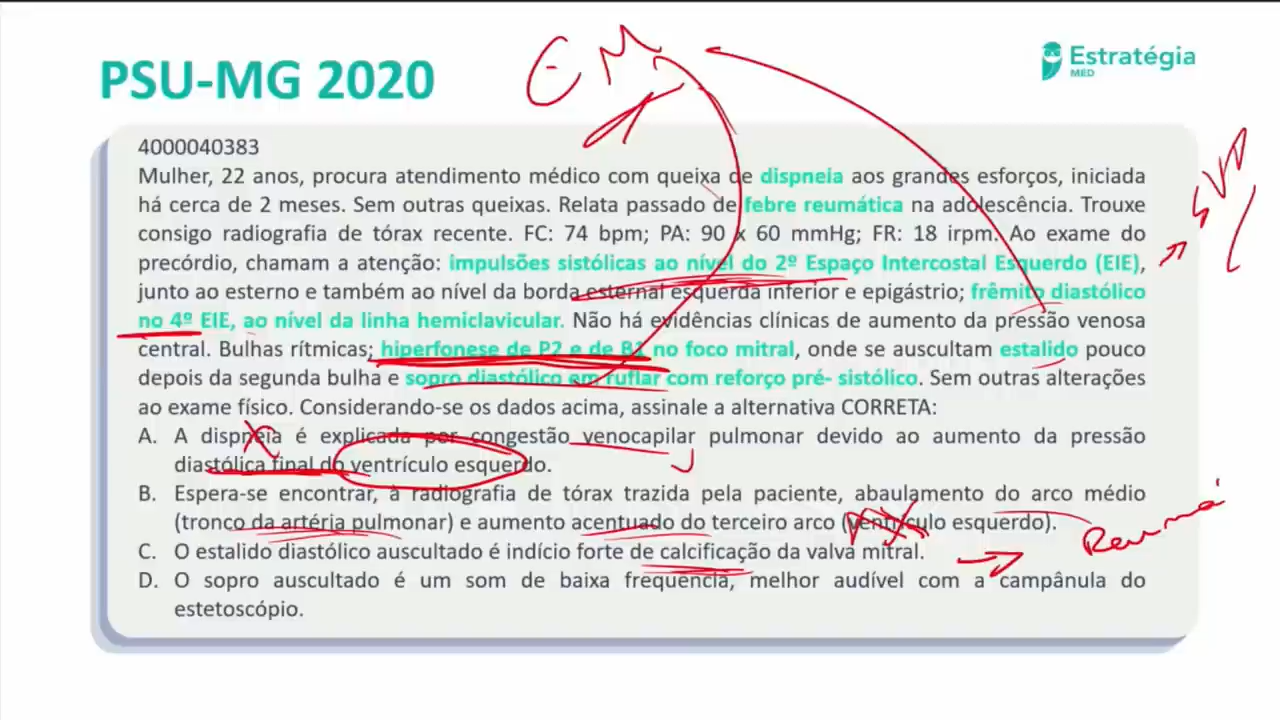 PSU-MG 2020
EM
Estratégia
MED
4000040383
Mulher, 22 anos, procura atendimento médico com queixa de dispneia aos grandes esforços, iniciada
há cerca de 2 meses. Sem outras queixas. Relata passado de febre reumática na adolescência. Trouxe
consigo radiografia de tórax recente. FC: 74 bpm; PA: 90 x 60 mmHg; FR: 18 irpm. Ao exame do
precórdio, chamam a atenção: impulsões sistólicas ao nível do 2º Espaço Intercostal Esquerdo (EIE),
junto ao esterno e também ao nível da borda esternal esquerda inferior e epigástrio; frêmito diastólico
no 4º EIE, ao nível da linha hemiclavicular. Não há evidências clínicas de aumento da pressão venosa
central. Bulhas rítmicas; hiperfonese de P2 e de B1 no foco mitral, onde se auscultam estalido pouco
depois da segunda bulha e sopro diastólico em ruflar com reforço pré- sistólico. Sem outras alterações
ao exame físico. Considerando-se os dados acima, assinale a alternativa CORRETA:
A. A dispneia é explicada por congestão venocapilar pulmonar devido ao aumento da pressão
diastólica final do ventrículo esquerdo.
B. Espera-se encontrar, à radiografia de tórax trazida pela paciente, abaulamento do arco médio
(tronco da artéria pulmonar) e aumento acentuado do terceiro arco (ventrículo esquerdo).
C. O estalido diastólico auscultado é indício forte de calcificação da valva mitral.
D. O sopro auscultado é um som de baixa frequência, melhor audível com a campânula do
estetoscópio.